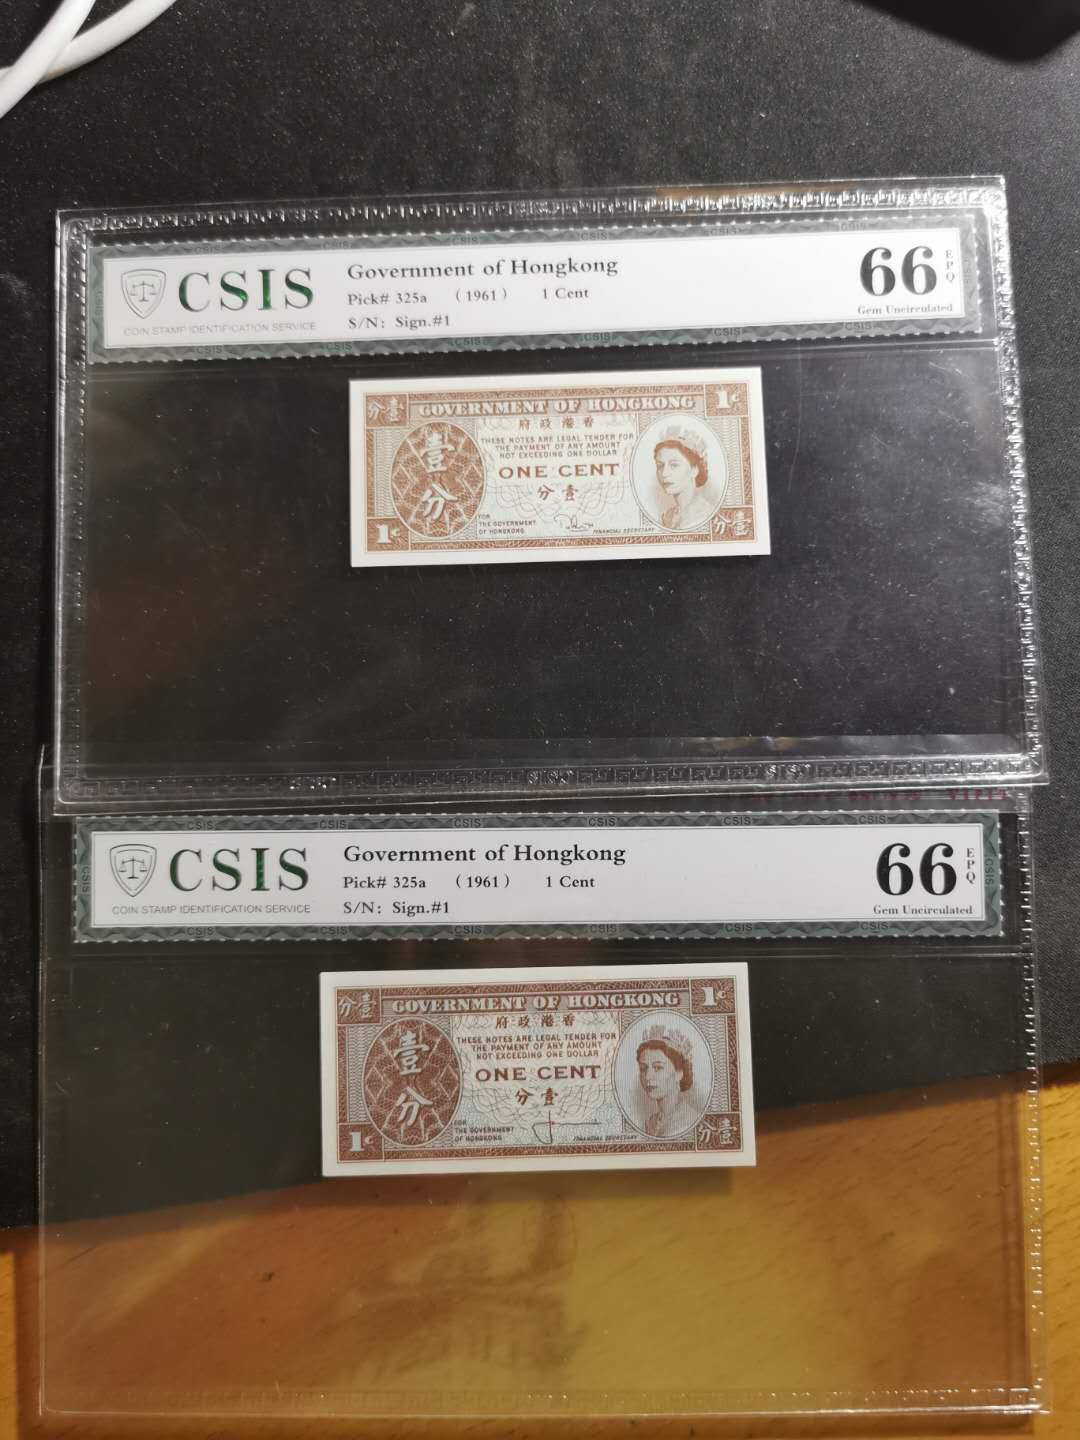 CSIS
COIN STAMP IDENTIFICATION SERVICE
Government of Hongkong
Pick# 325a (1961) 1 Cent
S/N: Sign.#1
66 EPQ
Gem Uncirculated
分壹 GOVERNMENT OF HONGKONG 1c
府政港香
THESE NOTES ARE LEGAL TENDER FOR
THE PAYMENT OF ANY AMOUNT
NOT EXCEEDING ONE DOLLAR
ONE CENT
分壹
壹分
FOR
THE GOVERNMENT
OF HONGKONG
FINANCIAL SECRETARY
1c
分壹
CSIS
COIN STAMP IDENTIFICATION SERVICE
Government of Hongkong
Pick# 325a (1961) 1 Cent
S/N: Sign.#1
66 EPQ
Gem Uncirculated
分壹 GOVERNMENT OF HONGKONG 1c
府政港香
THESE NOTES ARE LEGAL TENDER FOR
THE PAYMENT OF ANY AMOUNT
NOT EXCEEDING ONE DOLLAR
ONE CENT
分壹
壹分
FOR
THE GOVERNMENT
OF HONGKONG
FINANCIAL SECRETARY
1c
分壹